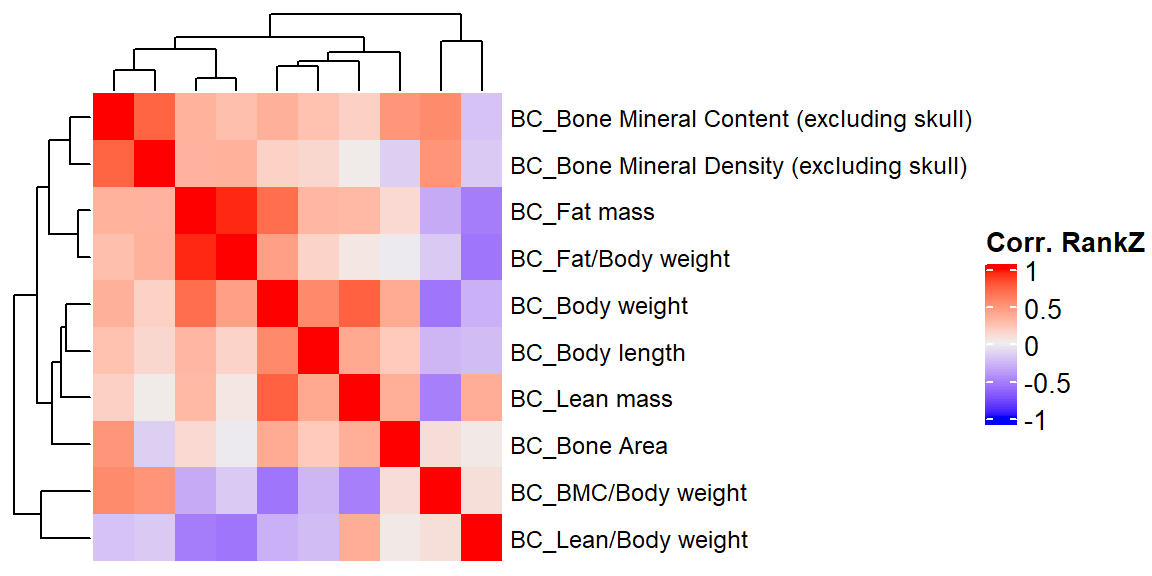 BC_Bone Mineral Content (excluding skull)
BC_Bone Mineral Density (excluding skull)
BC_Fat mass
BC_Fat/Body weight
BC_Body weight
BC_Body length
BC_Lean mass
BC_Bone Area
BC_BMC/Body weight
BC_Lean/Body weight
Corr. RankZ
1
0.5
0
-0.5
-1